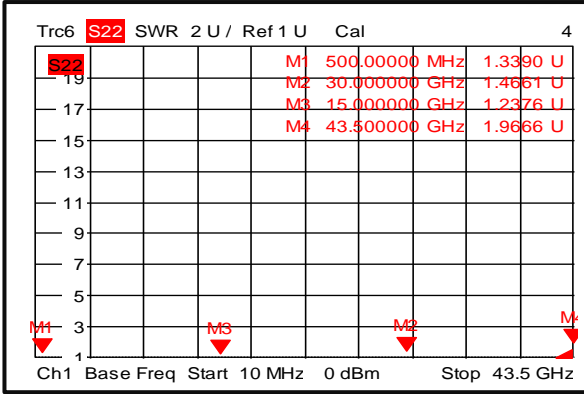 Trc6 S22 SWR 2 U / Ref 1 U Cal 4
S22
M1 500.00000 MHz 1.3390 U
19
M2 30.000000 GHz 1.4661 U
M3 15.000000 GHz 1.2376 U
17
M4 43.500000 GHz 1.9666 U
15
13
11
9
7
5
3
M1 M3 M2 M4
1
Ch1 Base Freq Start 10 MHz 0 dBm Stop 43.5 GHz